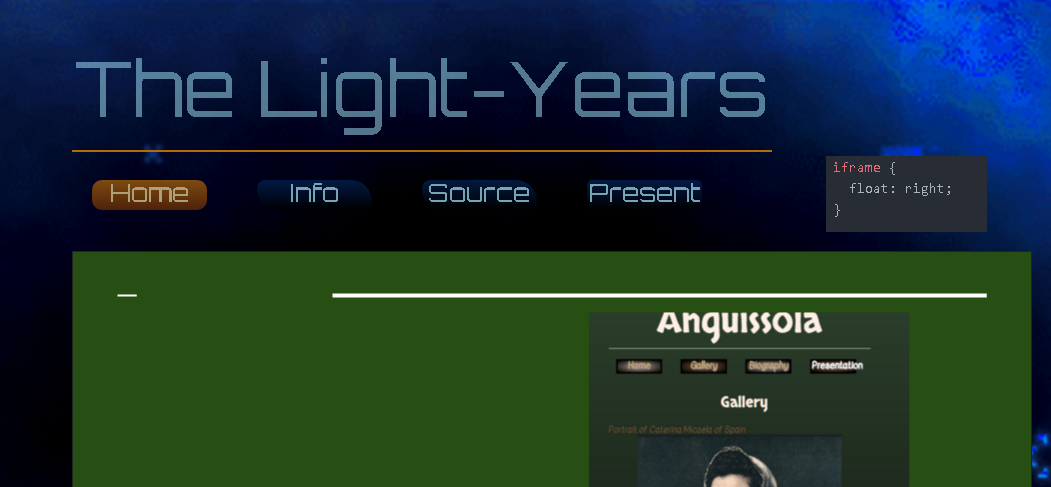 The Light-Years
Home Info Source Present
iframe {
float: right;
}
Anguissola
Home Gallery Biography Presentation
Gallery
Portrait of Caterina Micaela of Spain